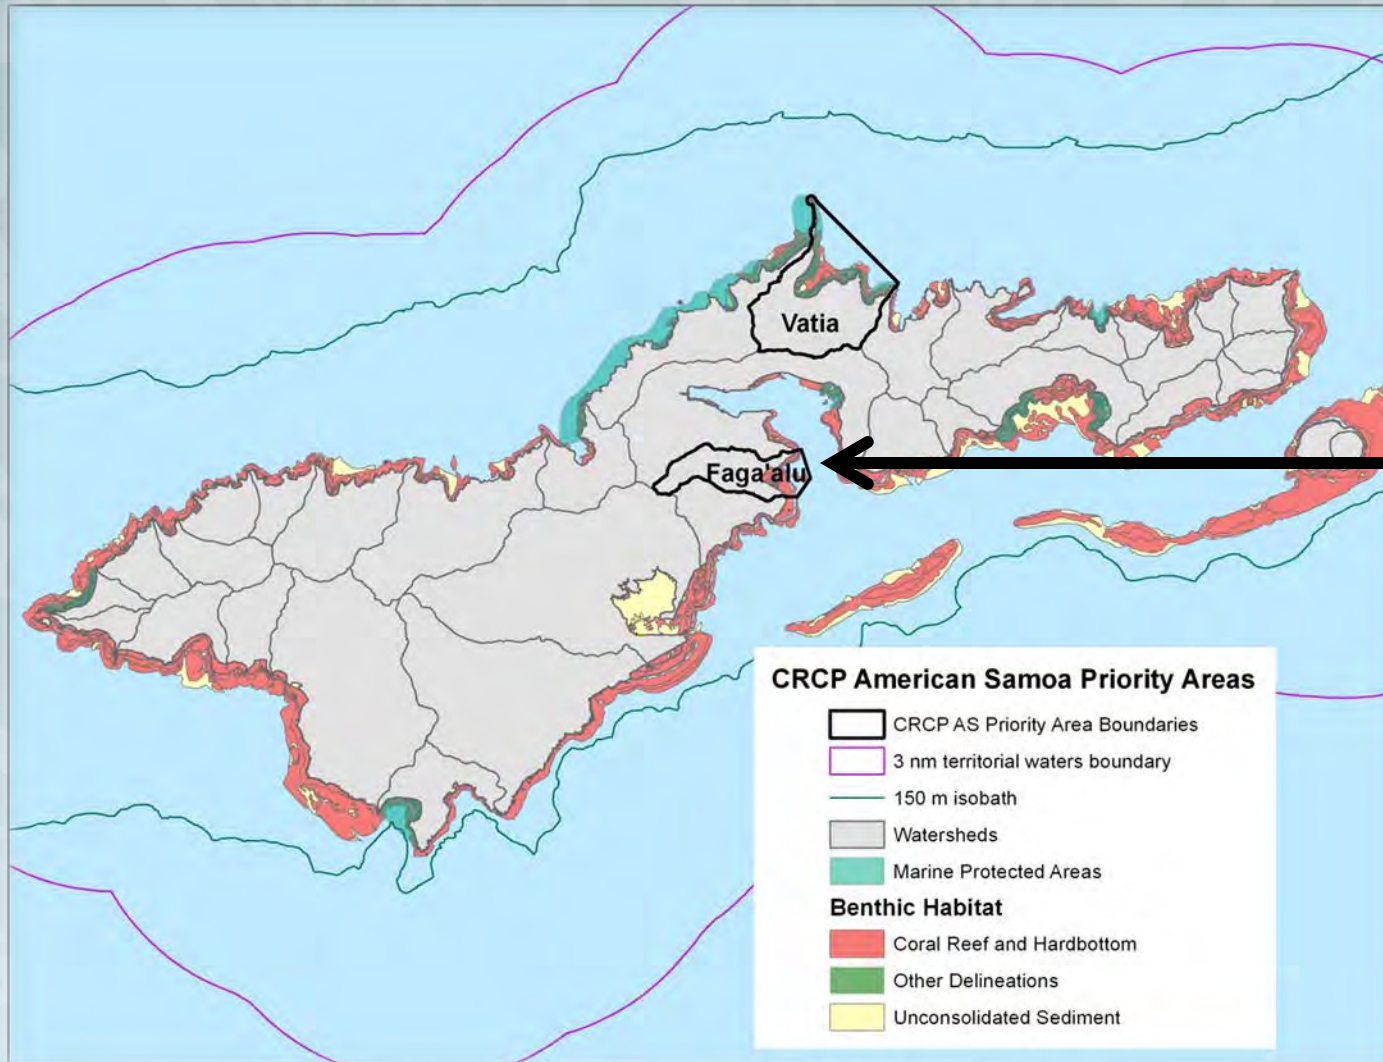 Vatia
Faga'alu
CRCP American Samoa Priority Areas
CRCP AS Priority Area Boundaries
3 nm territorial waters boundary
150 m isobath
Watersheds
Marine Protected Areas
Benthic Habitat
Coral Reef and Hardbottom
Other Delineations
Unconsolidated Sediment